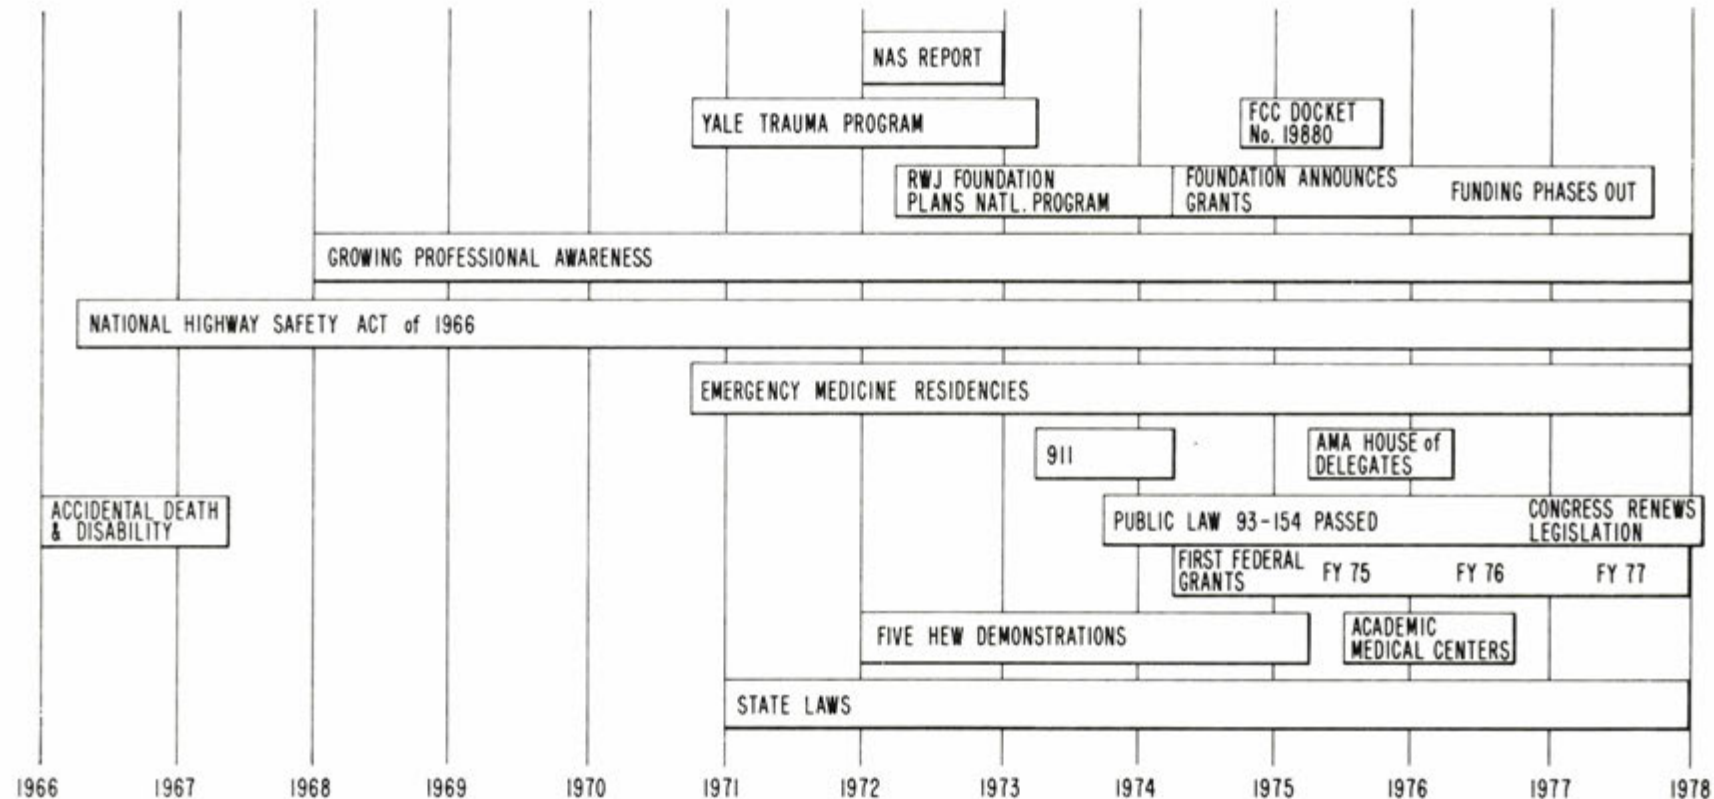 NAS REPORT
YALE TRAUMA PROGRAM
FCC DOCKET
No. 19880
RWJ FOUNDATION
PLANS NATL. PROGRAM
FOUNDATION ANNOUNCES
GRANTS
FUNDING PHASES OUT
GROWING PROFESSIONAL AWARENESS
NATIONAL HIGHWAY SAFETY ACT of 1966
EMERGENCY MEDICINE RESIDENCIES
911
AMA HOUSE of
DELEGATES
ACCIDENTAL DEATH
& DISABILITY
PUBLIC LAW 93-154 PASSED
CONGRESS RENEWS
LEGISLATION
FIRST FEDERAL
GRANTS
FY 75
FY 76
FY 77
FIVE HEW DEMONSTRATIONS
ACADEMIC
MEDICAL CENTERS
STATE LAWS
1966 1967 1968 1969 1970 1971 1972 1973 1974 1975 1976 1977 1978